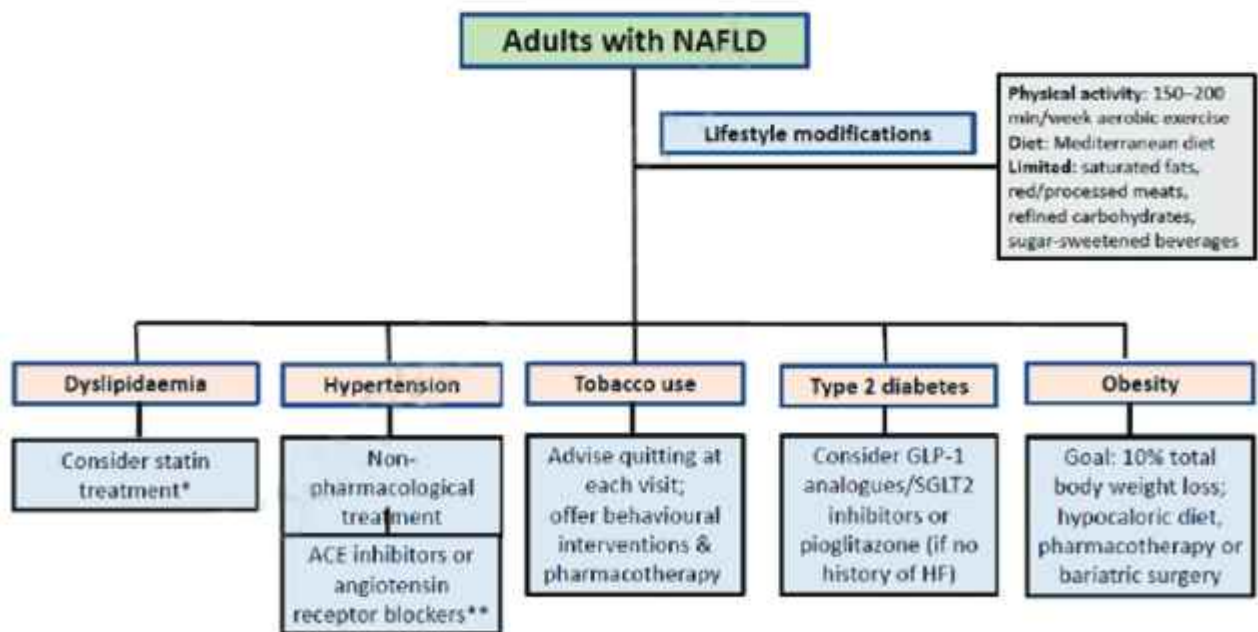 Adults with NAFLD
Lifestyle modifications
Physical activity: 150–200
min/week aerobic exercise
Diet: Mediterranean diet
Limited: saturated fats,
red/processed meats,
refined carbohydrates,
sugar-sweetened beverages
Dyslipidaemia
Consider statin
treatment*
Hypertension
Non-
pharmacological
treatment
ACE inhibitors or
angiotensin
receptor blockers**
Tobacco use
Advise quitting at
each visit;
offer behavioural
interventions &
pharmacotherapy
Type 2 diabetes
Consider GLP-1
analogues/SGLT2
inhibitors or
pioglitazone (if no
history of HF)
Obesity
Goal: 10% total
body weight loss;
hypocaloric diet,
pharmacotherapy or
bariatric surgery